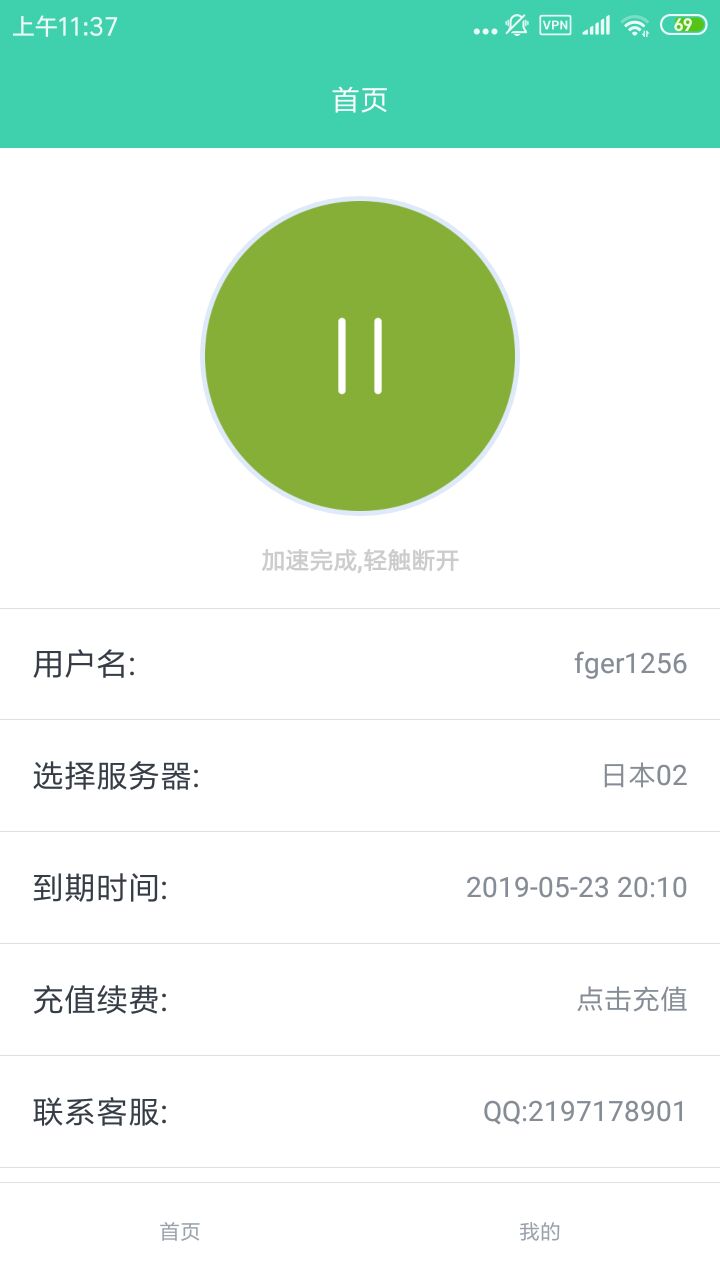 上午11:37
VPN
69
首页
加速完成,轻触断开
用户名:
fger1256
选择服务器:
日本02
到期时间:
2019-05-23 20:10
充值续费:
点击充值
联系客服:
QQ:2197178901
首页
我的